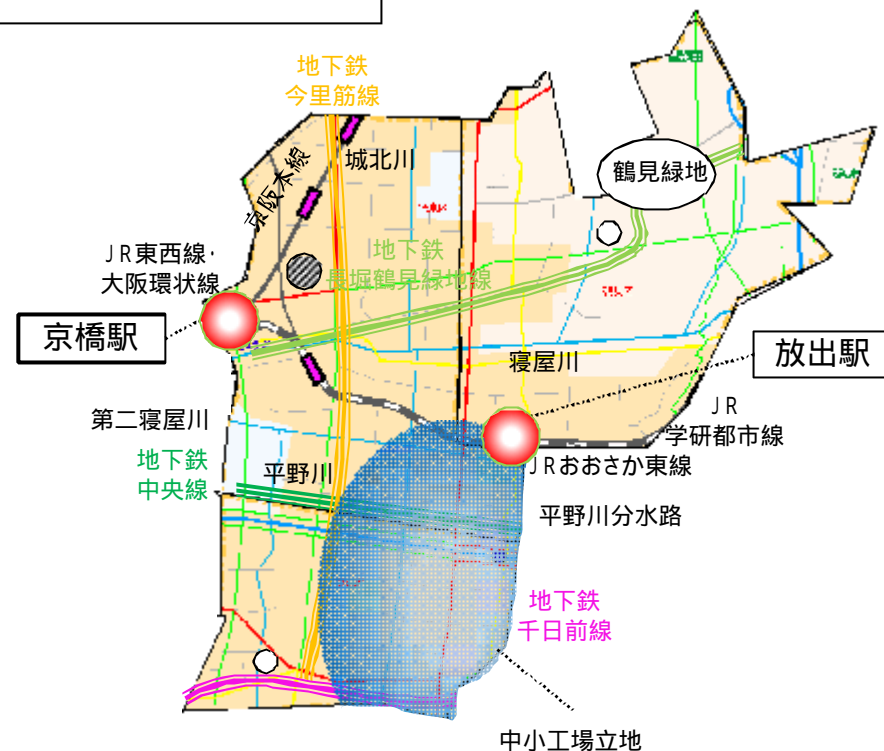 地下鉄
今里筋線
京阪本線
城北川
鶴見緑地
JR東西線・
大阪環状線
地下鉄
長堀鶴見緑地線
京橋駅
寝屋川
放出駅
第二寝屋川
JR
学研都市線
地下鉄
中央線
平野川
JRおおさか東線
平野川分水路
地下鉄
千日前線
中小工場立地